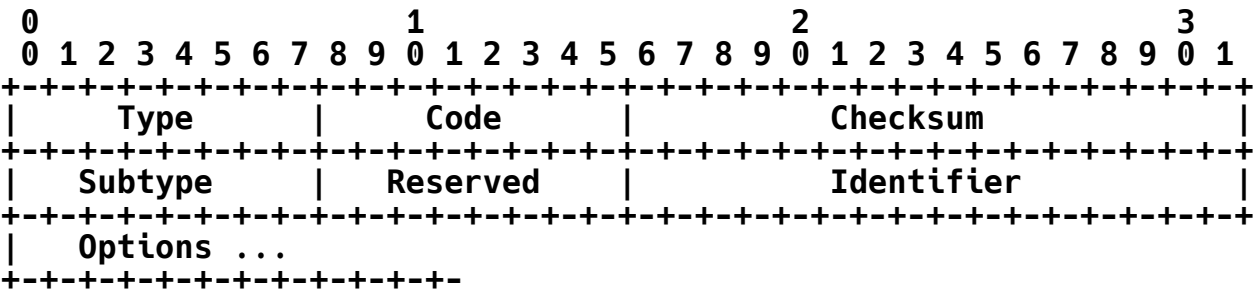 0                   1                   2                   3
 0 1 2 3 4 5 6 7 8 9 0 1 2 3 4 5 6 7 8 9 0 1 2 3 4 5 6 7 8 9 0 1
+-+-+-+-+-+-+-+-+-+-+-+-+-+-+-+-+-+-+-+-+-+-+-+-+-+-+-+-+-+-+-+-+
|     Type      |     Code      |          Checksum             |
+-+-+-+-+-+-+-+-+-+-+-+-+-+-+-+-+-+-+-+-+-+-+-+-+-+-+-+-+-+-+-+-+
|   Subtype     |   Reserved    |          Identifier           |
+-+-+-+-+-+-+-+-+-+-+-+-+-+-+-+-+-+-+-+-+-+-+-+-+-+-+-+-+-+-+-+-+
|   Options ...
+-+-+-+-+-+-+-+-+-+-+-+-